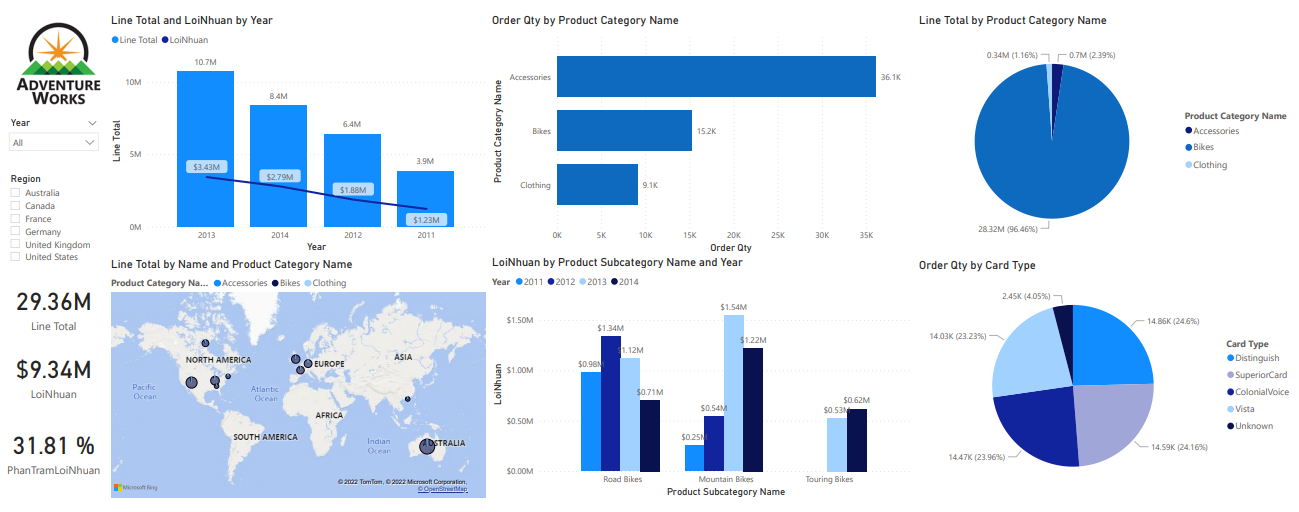 ADVENTURE
WORKS
Year
All
Region
Australia
Canada
France
Germany
United Kingdom
United States
29.36M
Line Total
$9.34M
LoiNhuan
31.81 %
PhanTramLoiNhuan
Line Total and LoiNhuan by Year
Line Total LoiNhuan
Line Total
10M
5M
0M
10.7M
8.4M
6.4M
3.9M
$3.43M
$2.79M
$1.88M
$1.23M
2013 2014 2012 2011
Year
Order Qty by Product Category Name
Product Category Name
Accessories 36.1K
Bikes 15.2K
Clothing 9.1K
0K 5K 10K 15K 20K 25K 30K 35K
Order Qty
Line Total by Product Category Name
0.34M (1.16%) 0.7M (2.39%)
28.32M (96.46%)
Product Category Name
Accessories
Bikes
Clothing
Line Total by Name and Product Category Name
Product Category Na... Accessories Bikes Clothing
NORTH AMERICA
EUROPE
ASIA
Pacific
Ocean
Atlantic
Ocean
AFRICA
SOUTH AMERICA
Indian
Ocean
AUSTRALIA
Microsoft Bing
© 2022 TomTom, © 2022 Microsoft Corporation,
© OpenStreetMap
LoiNhuan by Product Subcategory Name and Year
Year 2011 2012 2013 2014
LoiNhuan
$1.50M
$1.00M
$0.50M
$0.00M
$0.98M
$1.34M
$1.12M
$0.71M
$0.25M
$0.54M
$1.54M
$1.22M
$0.53M
$0.62M
Road Bikes Mountain Bikes Touring Bikes
Product Subcategory Name
Order Qty by Card Type
2.45K (4.05%)
14.86K (24.6%)
14.03K (23.23%)
14.47K (23.96%)
14.59K (24.16%)
Card Type
Distinguish
SuperiorCard
ColonialVoice
Vista
Unknown